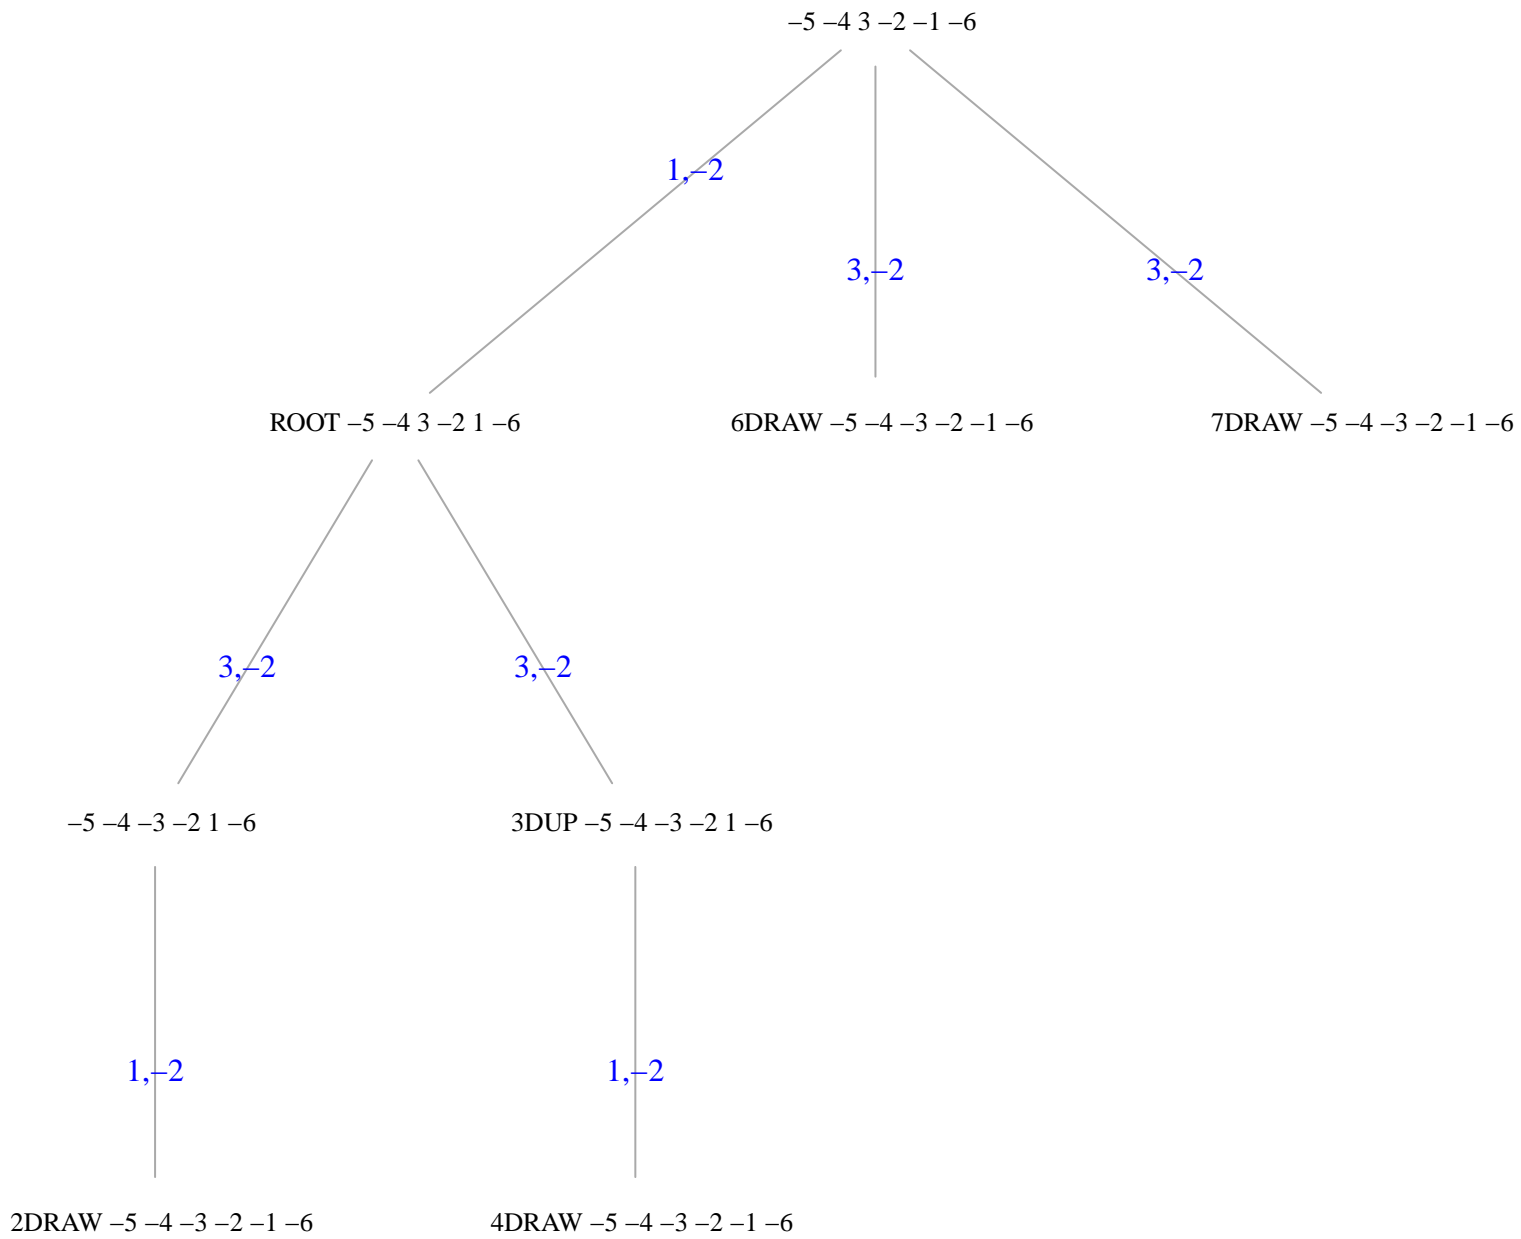 –5 –4 3 –2 –1 –6
1,–2
3,–2
3,–2
ROOT –5 –4 3 –2 1 –6
6DRAW –5 –4 –3 –2 –1 –6
7DRAW –5 –4 –3 –2 –1 –6
3,–2
3,–2
–5 –4 –3 –2 1 –6
3DUP –5 –4 –3 –2 1 –6
1,–2
1,–2
2DRAW –5 –4 –3 –2 –1 –6
4DRAW –5 –4 –3 –2 –1 –6